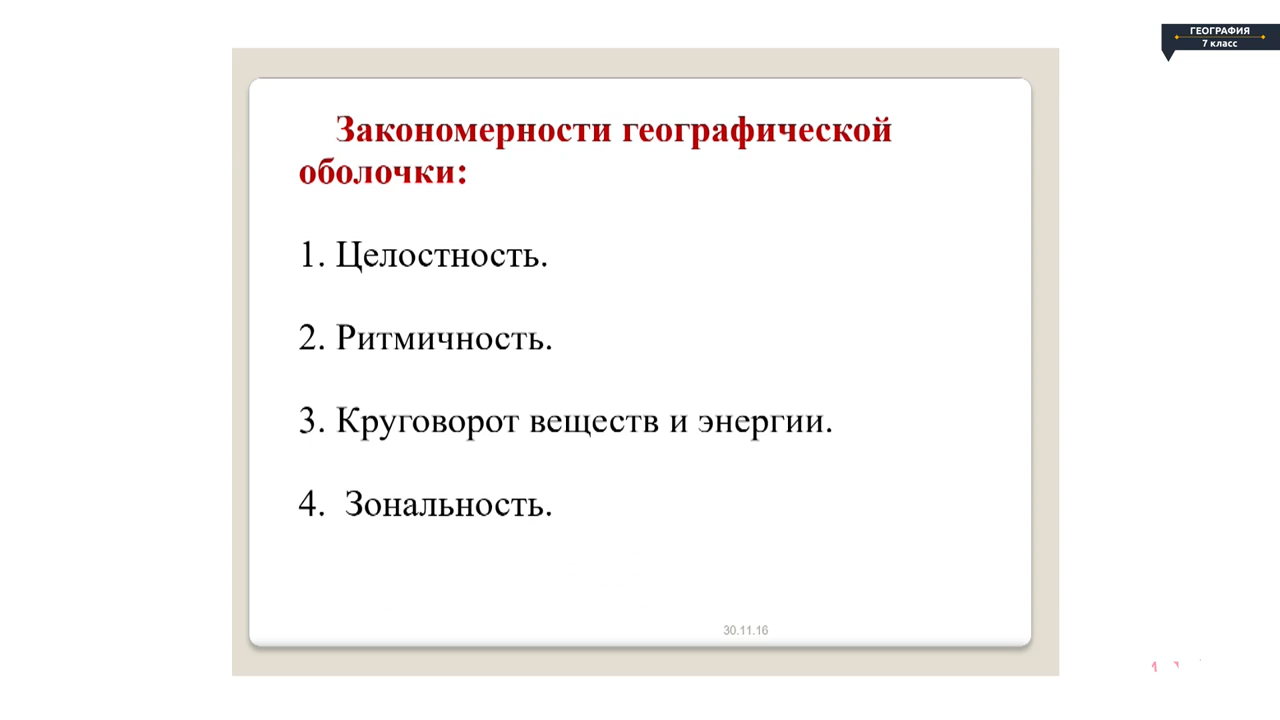 ГЕОГРАФИЯ
7 класс
Закономерности географической
оболочки:
1. Целостность.
2. Ритмичность.
3. Круговорот веществ и энергии.
4. Зональность.
30.11.16